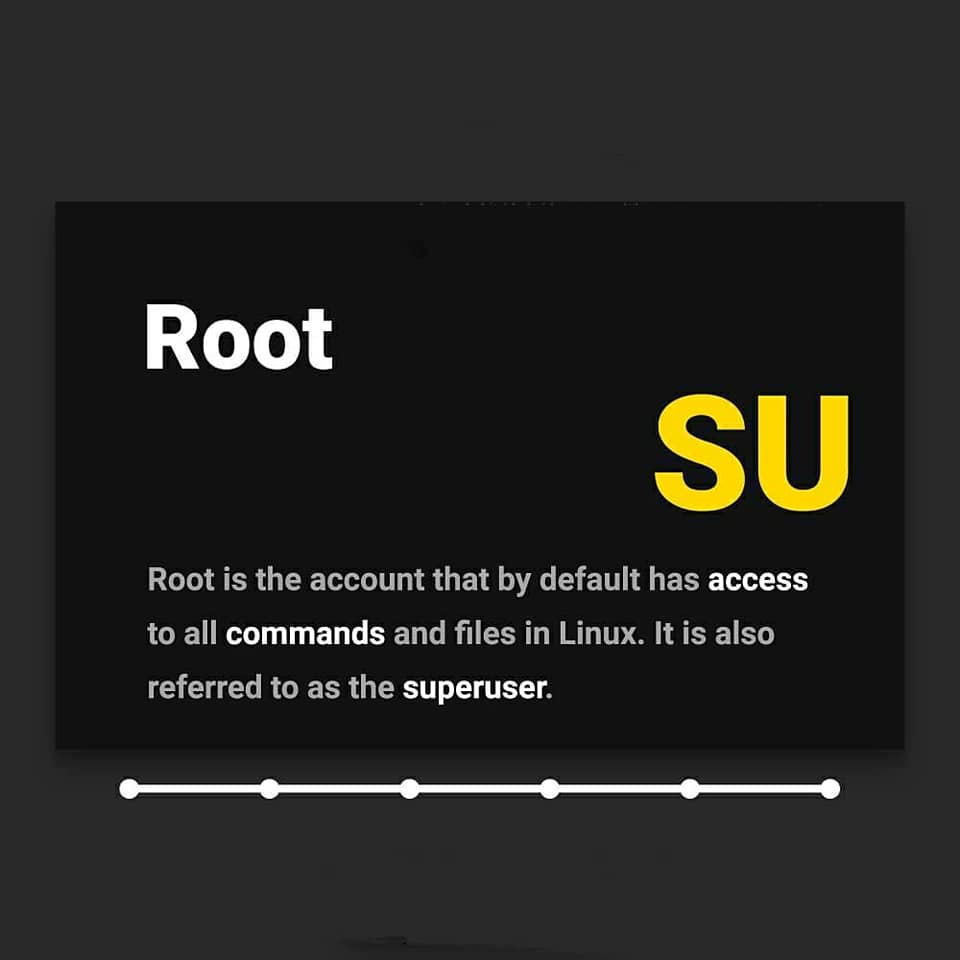 Root
SU
Root is the account that by default has access
to all commands and files in Linux. It is also
referred to as the superuser.